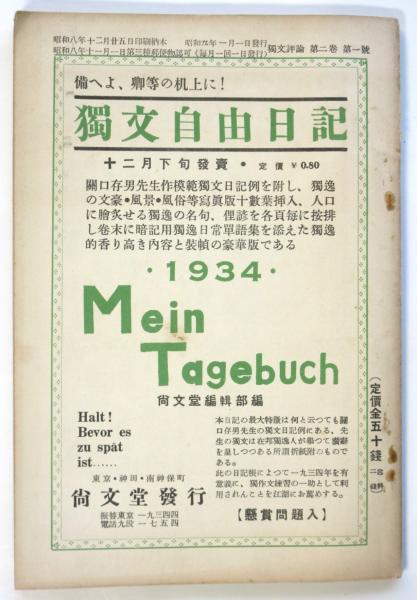 昭和八年十二月廿五日印刷納本 昭和九年一月一日發行
昭和八年十一月一日第三種郵便物認可(每月一回一日發行)
獨文評論 第二卷 第一號
備へよ、卿等の机上に!
獨文自由日記
十二月下旬發賣・定價 ¥0.80
關口存男先生作模範獨文日記例を附し、獨逸
の文豪・風景・風俗等寫眞版十數葉挿入、人口
に膾炙せる獨逸の名句、俚諺を各頁每に按排
し卷末に暗記用獨逸日常單語集を添えた獨逸
的香り高き內容と裝幀の豪華版である
・1934・
Mein
Tagebuch
尙文堂編輯部編
Halt!
Bevor es
zu spät
ist......
本日記の最大特徵は何と云つても關
口存男先生の獨文日記例にある、先
生の獨文は在邦獨逸人が擧つて讚辭
を呈しつつある所謂折紙附のもので
ある。
此の日記帳によつて一九三四年を有
意義に、獨作文練習の一助として利
用されんことを江湖にお薦めする。
東京・神田・南神保町
尙文堂發行
振替東京一九三四四
電話九段一七五四
【懸賞問題入】
(定價金五十錢